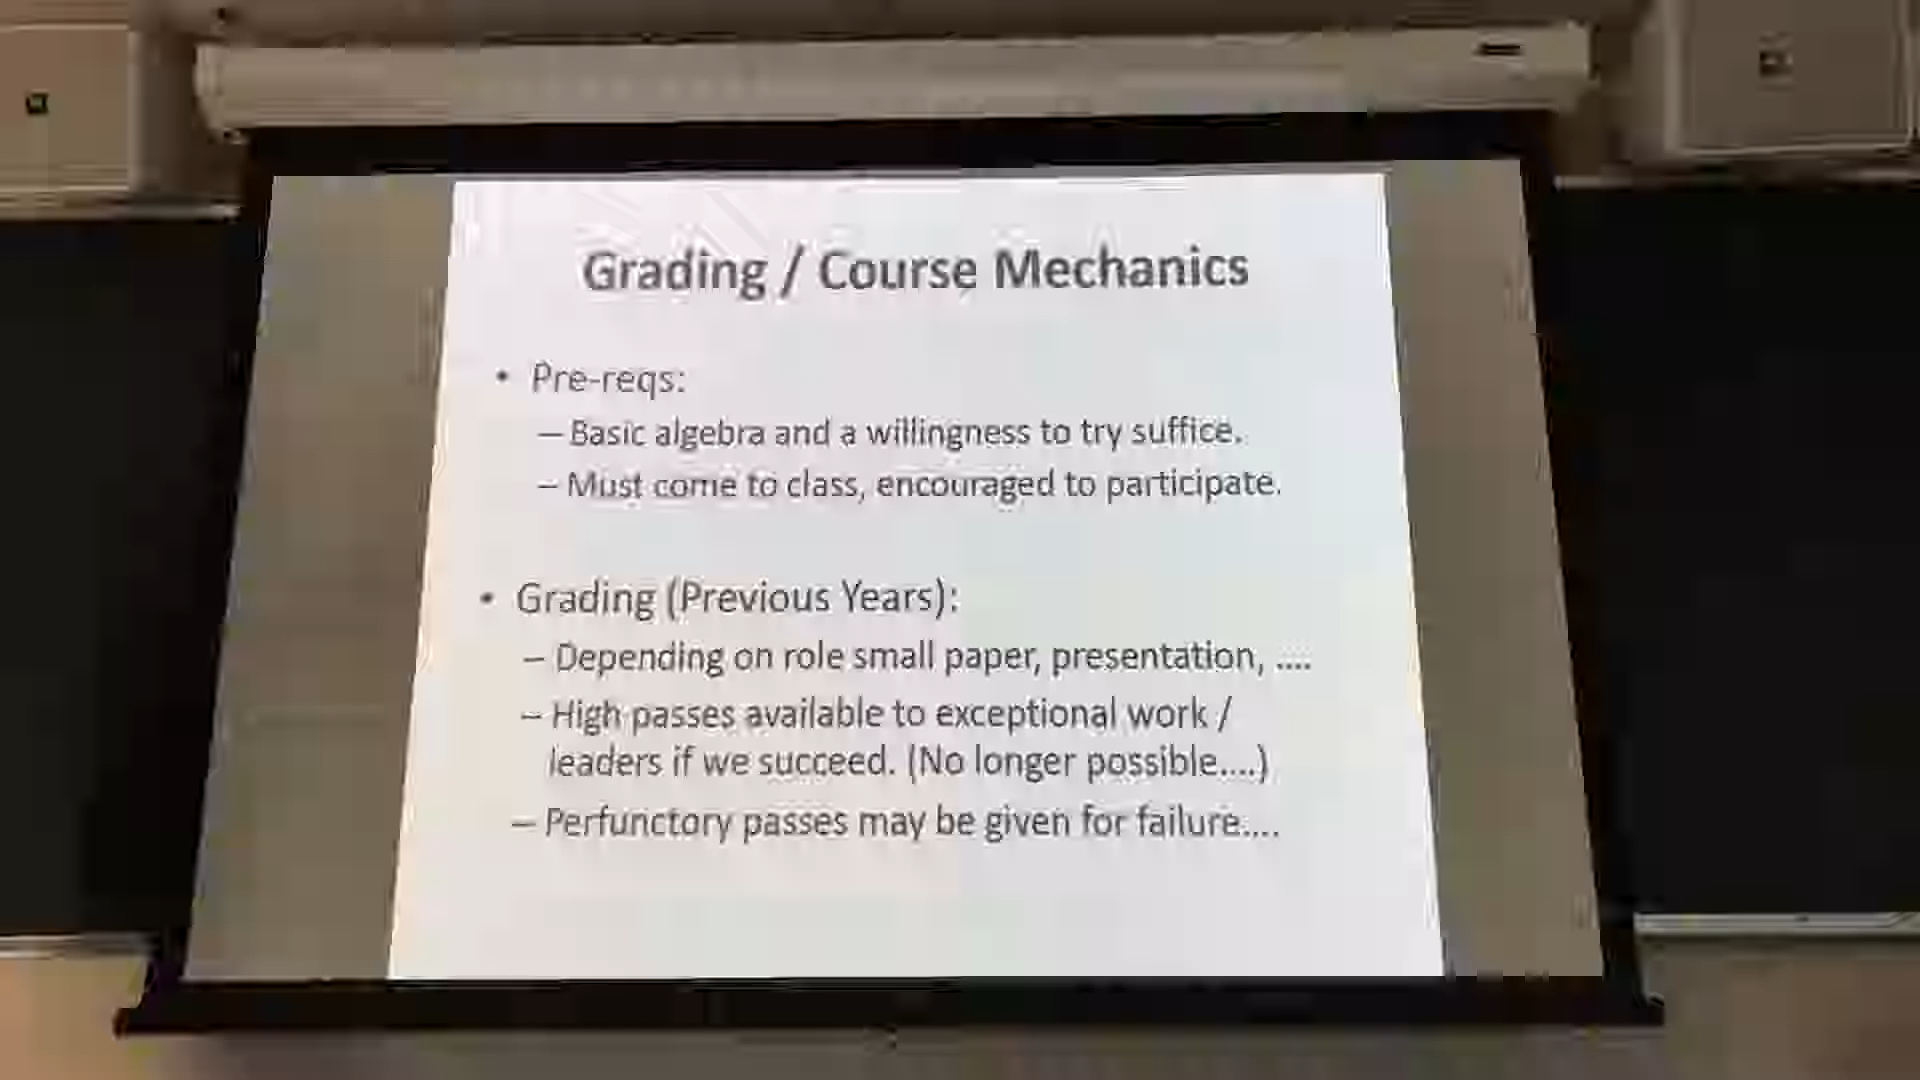 Grading / Course Mechanics
• Pre-reqs:
– Basic algebra and a willingness to try suffice.
– Must come to class, encouraged to participate.
• Grading (Previous Years):
– Depending on role small paper, presentation, ....
– High passes available to exceptional work /
leaders if we succeed. (No longer possible....)
– Perfunctory passes may be given for failure....